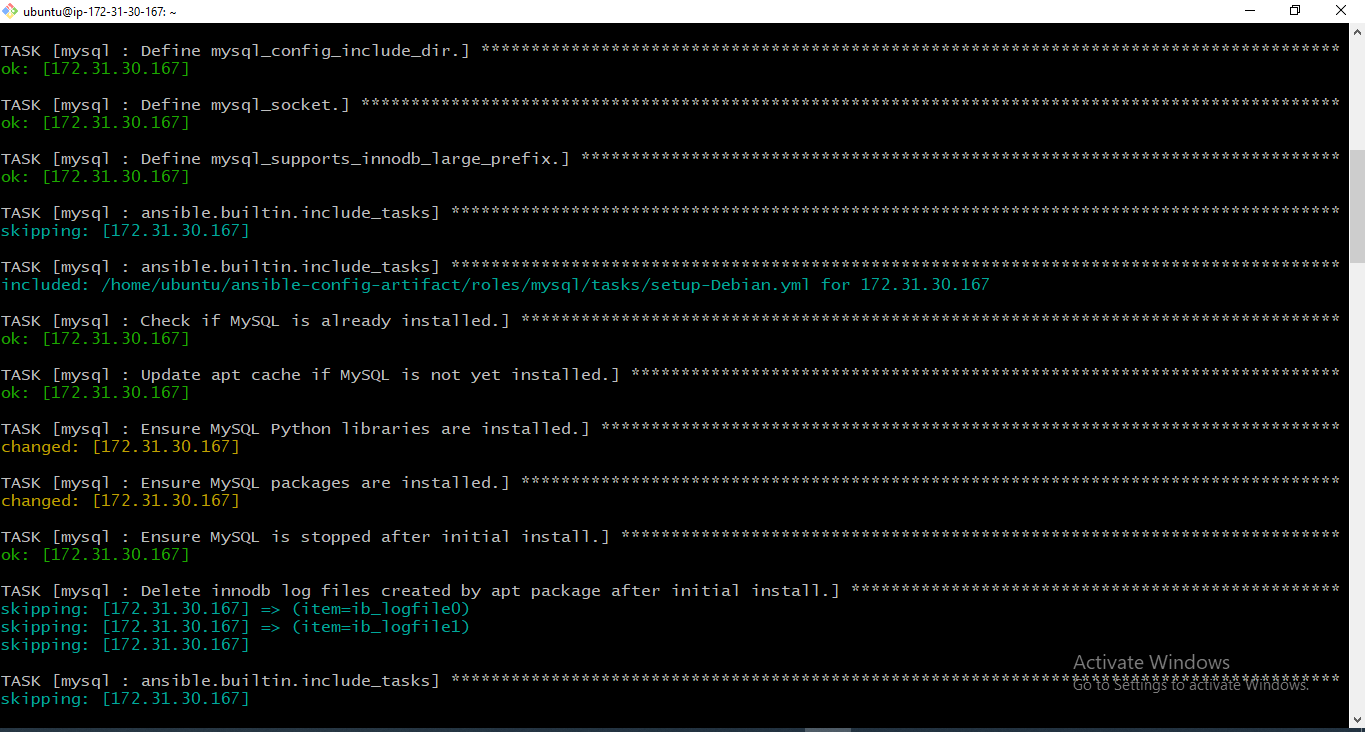 ubuntu@ip-172-31-30-167: ~
TASK [mysql : Define mysql_config_include_dir.] **************************************************************************************
ok: [172.31.30.167]
TASK [mysql : Define mysql_socket.] **************************************************************************************************
ok: [172.31.30.167]
TASK [mysql : Define mysql_supports_innodb_large_prefix.] ****************************************************************************
ok: [172.31.30.167]
TASK [mysql : ansible.builtin.include_tasks] *****************************************************************************************
skipping: [172.31.30.167]
TASK [mysql : ansible.builtin.include_tasks] *****************************************************************************************
included: /home/ubuntu/ansible-config-artifact/roles/mysql/tasks/setup-Debian.yml for 172.31.30.167
TASK [mysql : Check if MySQL is already installed.] **********************************************************************************
ok: [172.31.30.167]
TASK [mysql : Update apt cache if MySQL is not yet installed.] ***********************************************************************
ok: [172.31.30.167]
TASK [mysql : Ensure MySQL Python libraries are installed.] **************************************************************************
changed: [172.31.30.167]
TASK [mysql : Ensure MySQL packages are installed.] **********************************************************************************
changed: [172.31.30.167]
TASK [mysql : Ensure MySQL is stopped after initial install.] ************************************************************************
ok: [172.31.30.167]
TASK [mysql : Delete innodb log files created by apt package after initial install.] *************************************************
skipping: [172.31.30.167] => (item=ib_logfile0)
skipping: [172.31.30.167] => (item=ib_logfile1)
skipping: [172.31.30.167]
TASK [mysql : ansible.builtin.include_tasks] *****************************************************************************************
skipping: [172.31.30.167]
Activate Windows
Go to Settings to activate Windows.